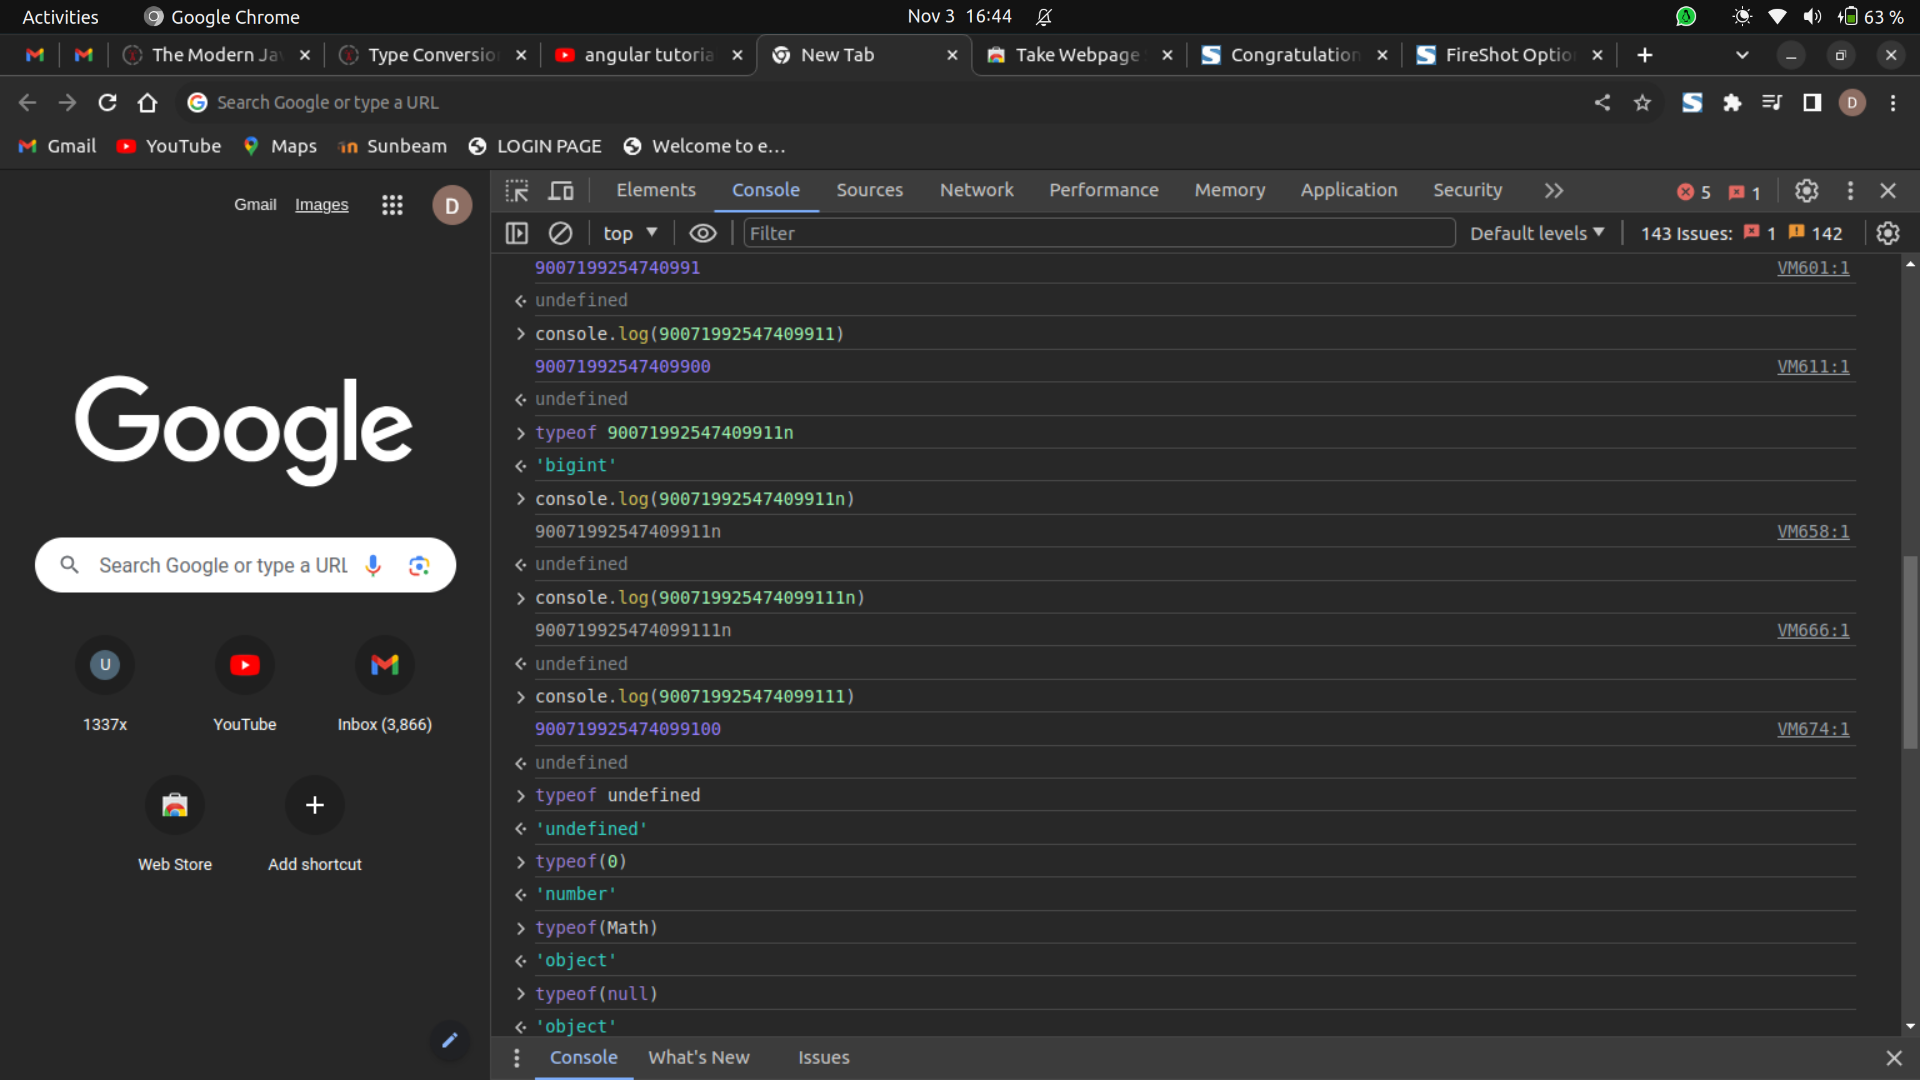 Activities Google Chrome Nov 3 16:44 63 %
The Modern Ja Type Conversio angular tutoria New Tab Take Webpage Congratulation FireShot Optio
Search Google or type a URL D
Gmail YouTube Maps in Sunbeam LOGIN PAGE Welcome to e...
Gmail Images D
Elements Console Sources Network Performance Memory Application Security 5 1
top Filter Default levels 143 Issues: 1 142
9007199254740991 VM601:1
undefined
console.log(90071992547409911)
90071992547409900 VM611:1
undefined
typeof 90071992547409911n
'bigint'
console.log(90071992547409911n)
90071992547409911n VM658:1
undefined
console.log(900719925474099111n)
900719925474099111n VM666:1
undefined
console.log(900719925474099111)
900719925474099100 VM674:1
undefined
typeof undefined
'undefined'
typeof(0)
'number'
typeof(Math)
'object'
typeof(null)
'object'
Google
Search Google or type a URL
U
1337x YouTube Inbox (3,866)
Web Store Add shortcut
Console What's New Issues